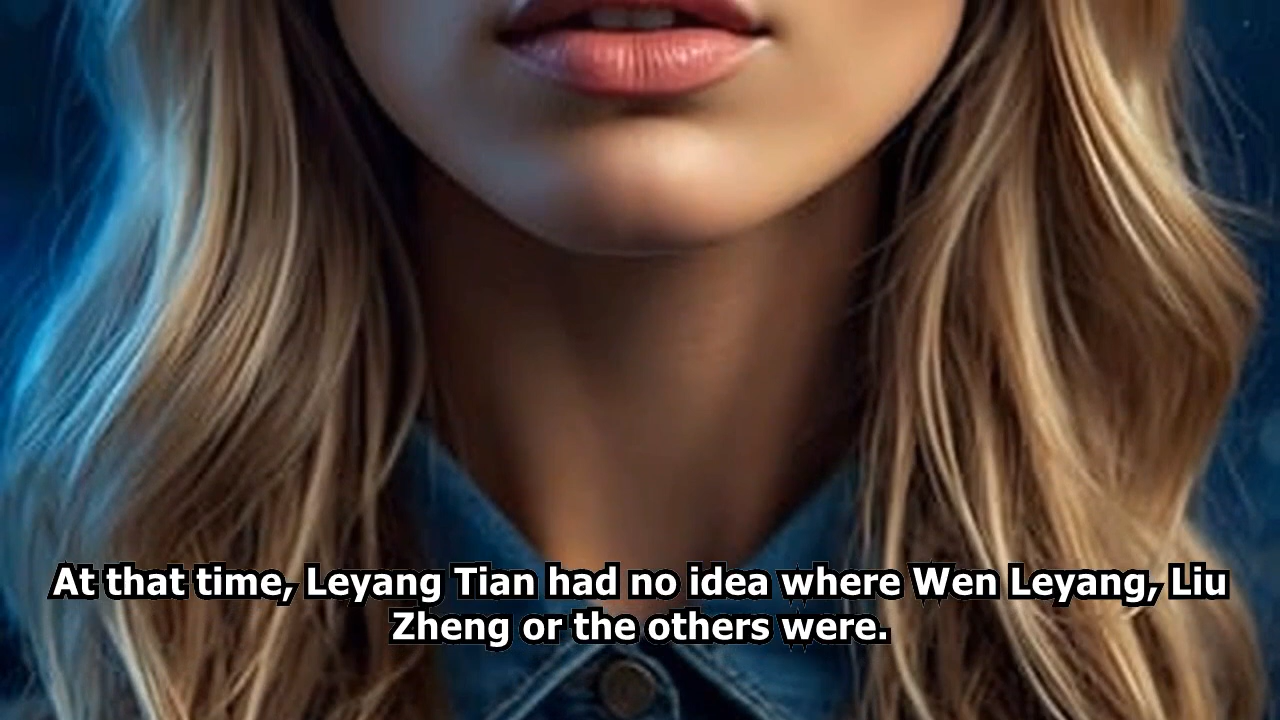 At that time, Leyang Tian had no idea where Wen Leyang, Liu
Zheng or the others were.